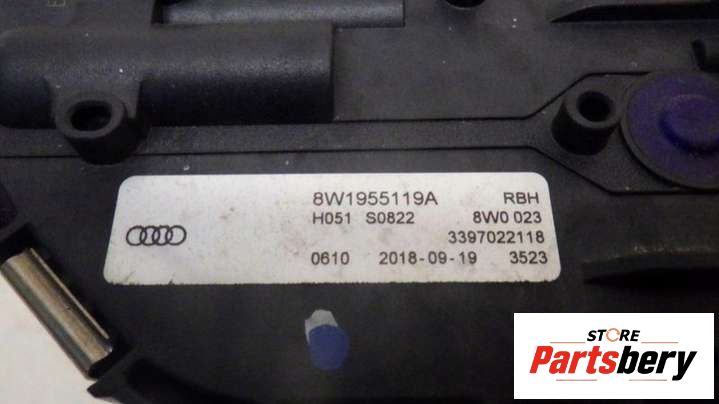 8W1955119A RBH
H051 S0822 8W0 023
3397022118
0610 2018-09-19 3523
STORE
Partsbery